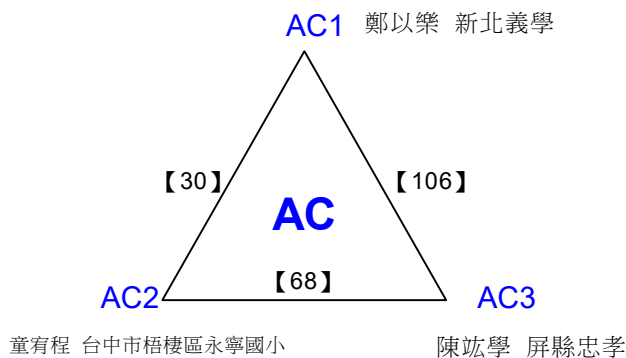 AC1 鄭以樂 新北義學
【30】 【106】
AC
【68】
AC2 AC3
童宥程 台中市梧棲區永寧國小 陳竑學 屏縣忠孝